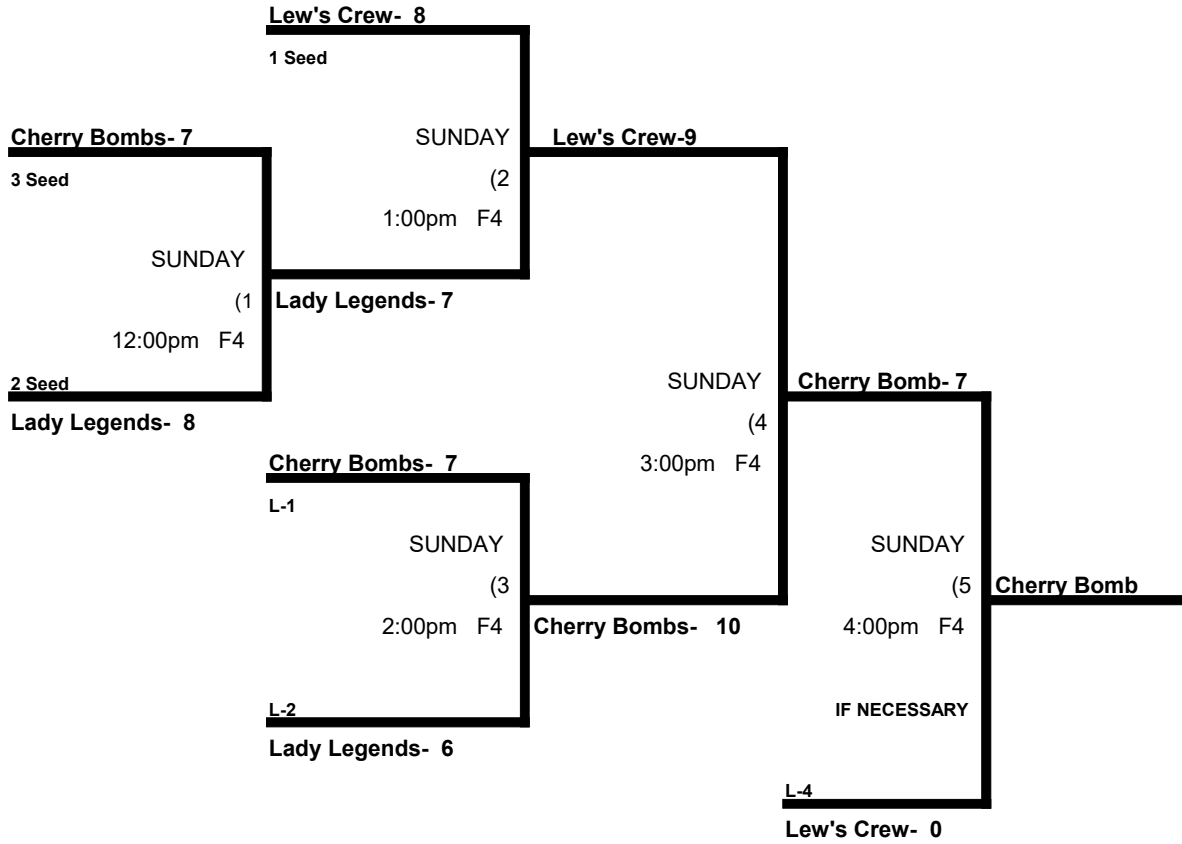 Lew's Crew- 8
1 Seed
Cherry Bombs- 7
3 Seed
SUNDAY
(2
1:00pm F4
Lew's Crew-9
SUNDAY
(1
12:00pm F4
Lady Legends- 7
2 Seed
Lady Legends- 8
SUNDAY
(4
3:00pm F4
Cherry Bomb- 7
Cherry Bombs- 7
L-1
SUNDAY
(3
2:00pm F4
Cherry Bombs- 10
L-2
Lady Legends- 6
SUNDAY
(5
4:00pm F4
Cherry Bomb
IF NECESSARY
L-4
Lew's Crew- 0